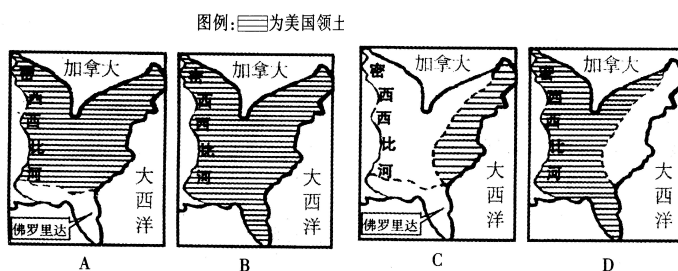 图例:为美国领土
加拿大
密西西比河
大西洋
佛罗里达
A
加拿大
密西西比河
大西洋
B
加拿大
密西西比河
大西洋
佛罗里达
C
加拿大
密西西比河
大西洋
D